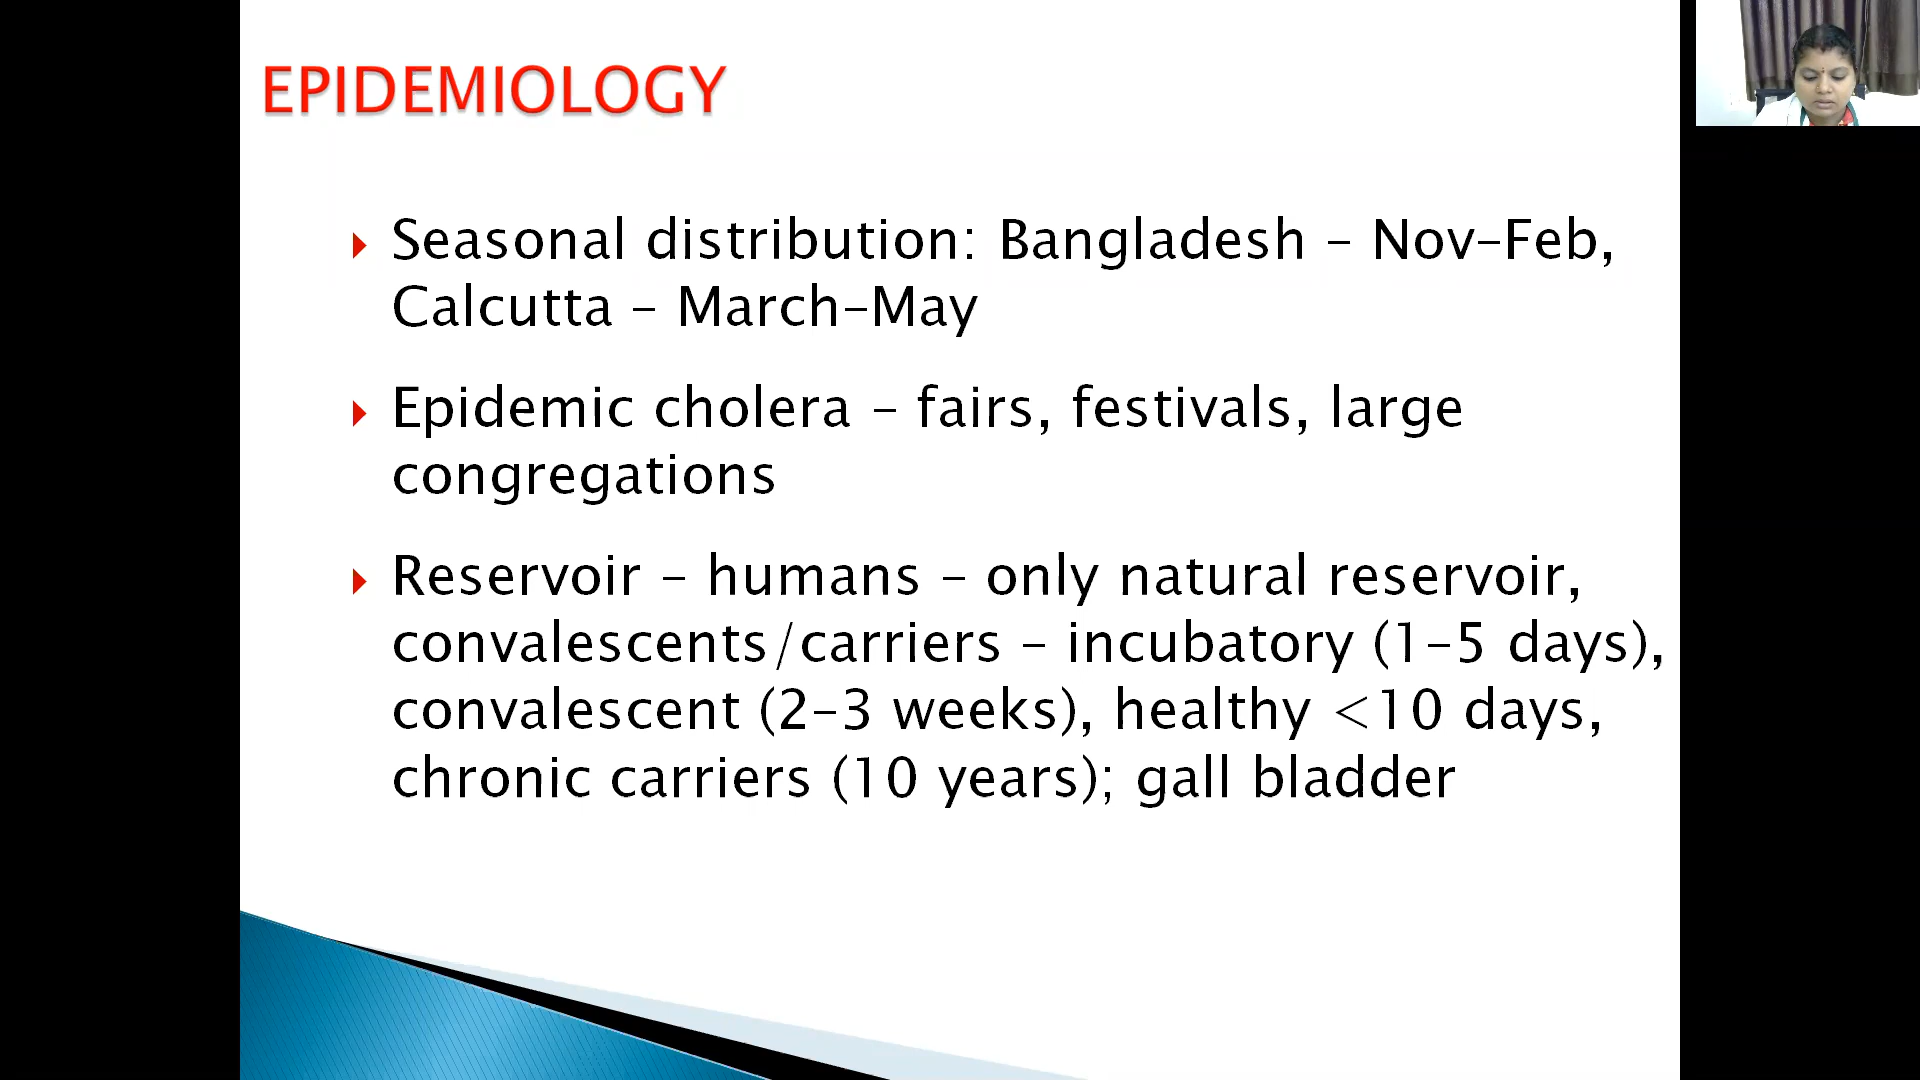 EPIDEMIOLOGY
Seasonal distribution: Bangladesh – Nov-Feb,
Calcutta – March-May
Epidemic cholera – fairs, festivals, large
congregations
Reservoir – humans – only natural reservoir,
convalescents/carriers – incubatory (1-5 days),
convalescent (2-3 weeks), healthy <10 days,
chronic carriers (10 years); gall bladder